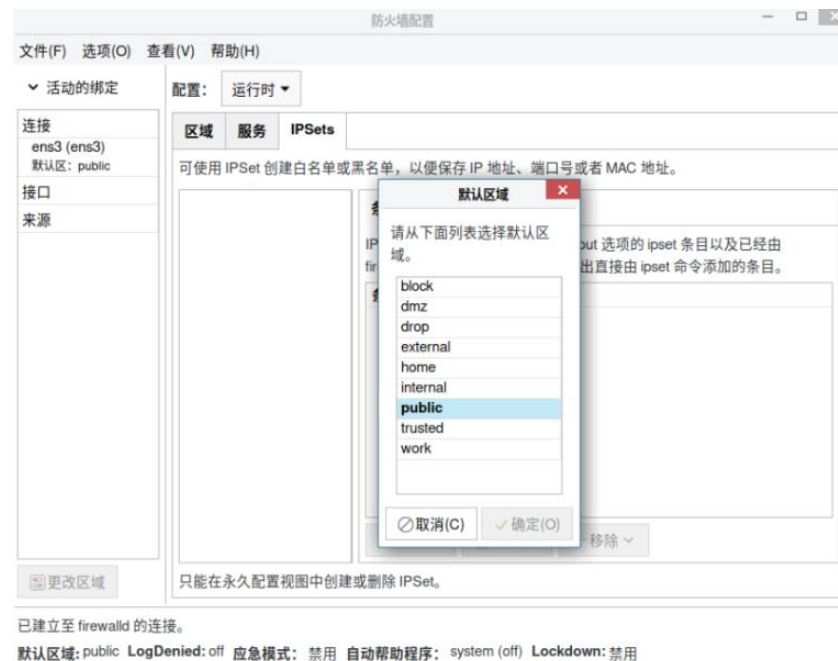 防火墙配置
文件(F) 选项(O) 查看(V) 帮助(H)
活动的绑定
配置： 运行时
连接
ens3 (ens3)
默认区：public
接口
来源
区域 服务 IPSets
可使用 IPSet 创建白名单或黑名单，以便保存 IP 地址、端口号或者 MAC 地址。
默认区域
请从下面列表选择默认区
域。
block
dmz
drop
external
home
internal
public
trusted
work
取消(C) 确定(O)
选项的 ipset 条目以及已经由
出直接由 ipset 命令添加的条目。
移除
更改区域
只能在永久配置视图中创建或删除 IPSet。
已建立至 firewalld 的连接。
默认区域: public LogDenied: off 应急模式： 禁用 自动帮助程序： system (off) Lockdown: 禁用